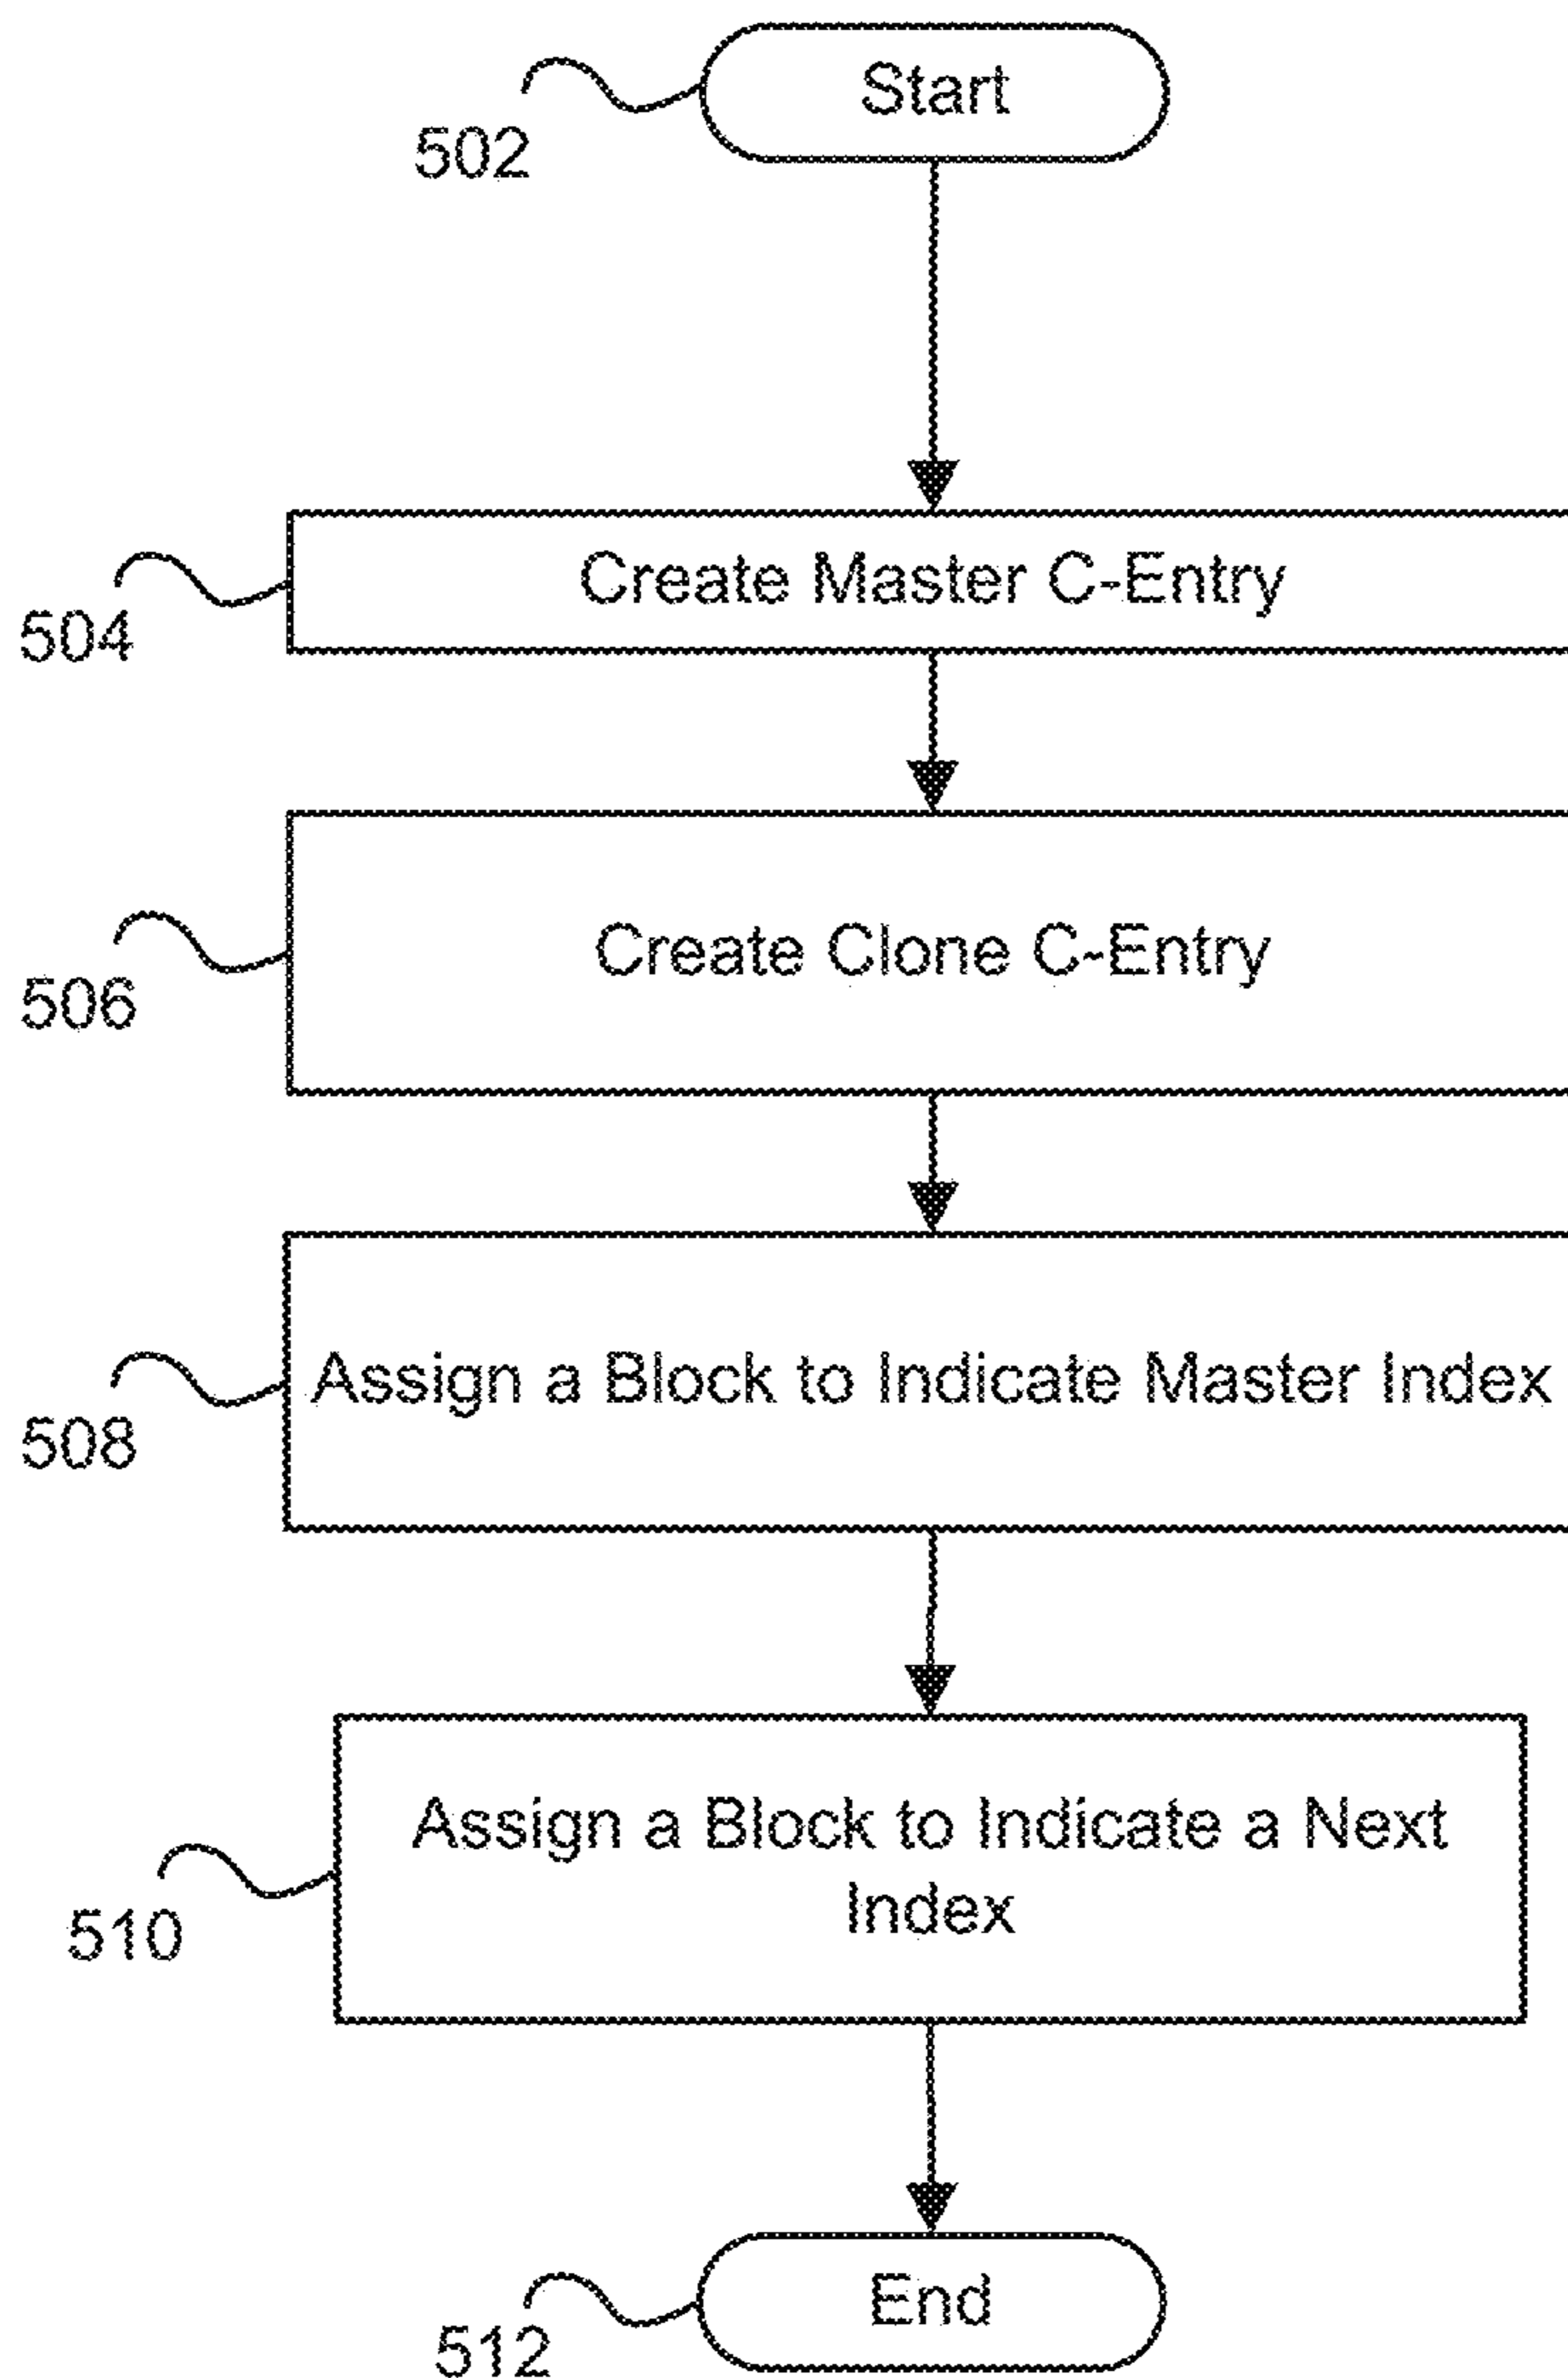 Start
502
Create Master C-Entry
504
Create Clone C-Entry
506
Assign a Block to Indicate Master Index
508
Assign a Block to Indicate a Next
Index
510
End
512